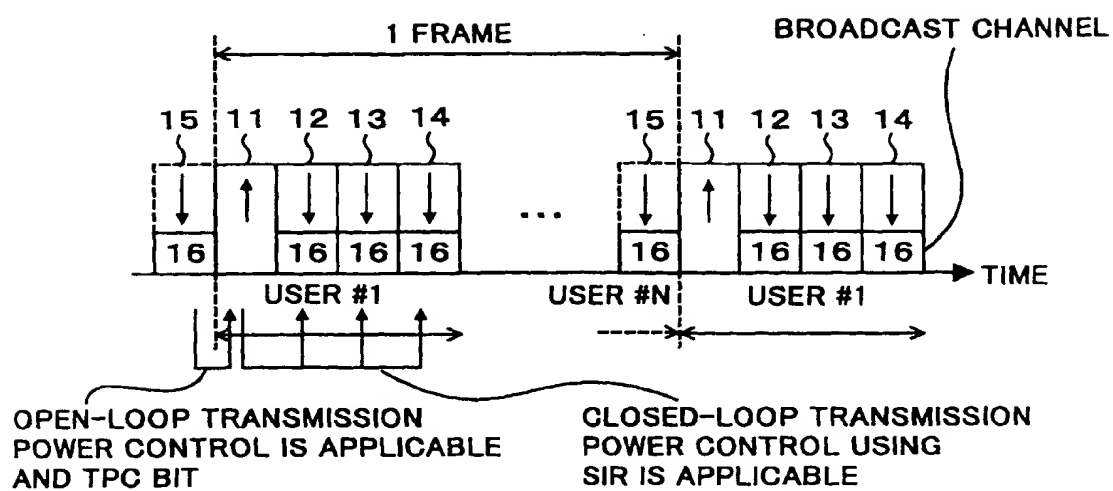 1 FRAME
BROADCAST CHANNEL
15 11 12 13 14 15 11 12 13 14
...
16 16 16 16 16 16 16 16
TIME
USER #1 USER #N USER #1
OPEN-LOOP TRANSMISSION
POWER CONTROL IS APPLICABLE
AND TPC BIT
CLOSED-LOOP TRANSMISSION
POWER CONTROL USING
SIR IS APPLICABLE